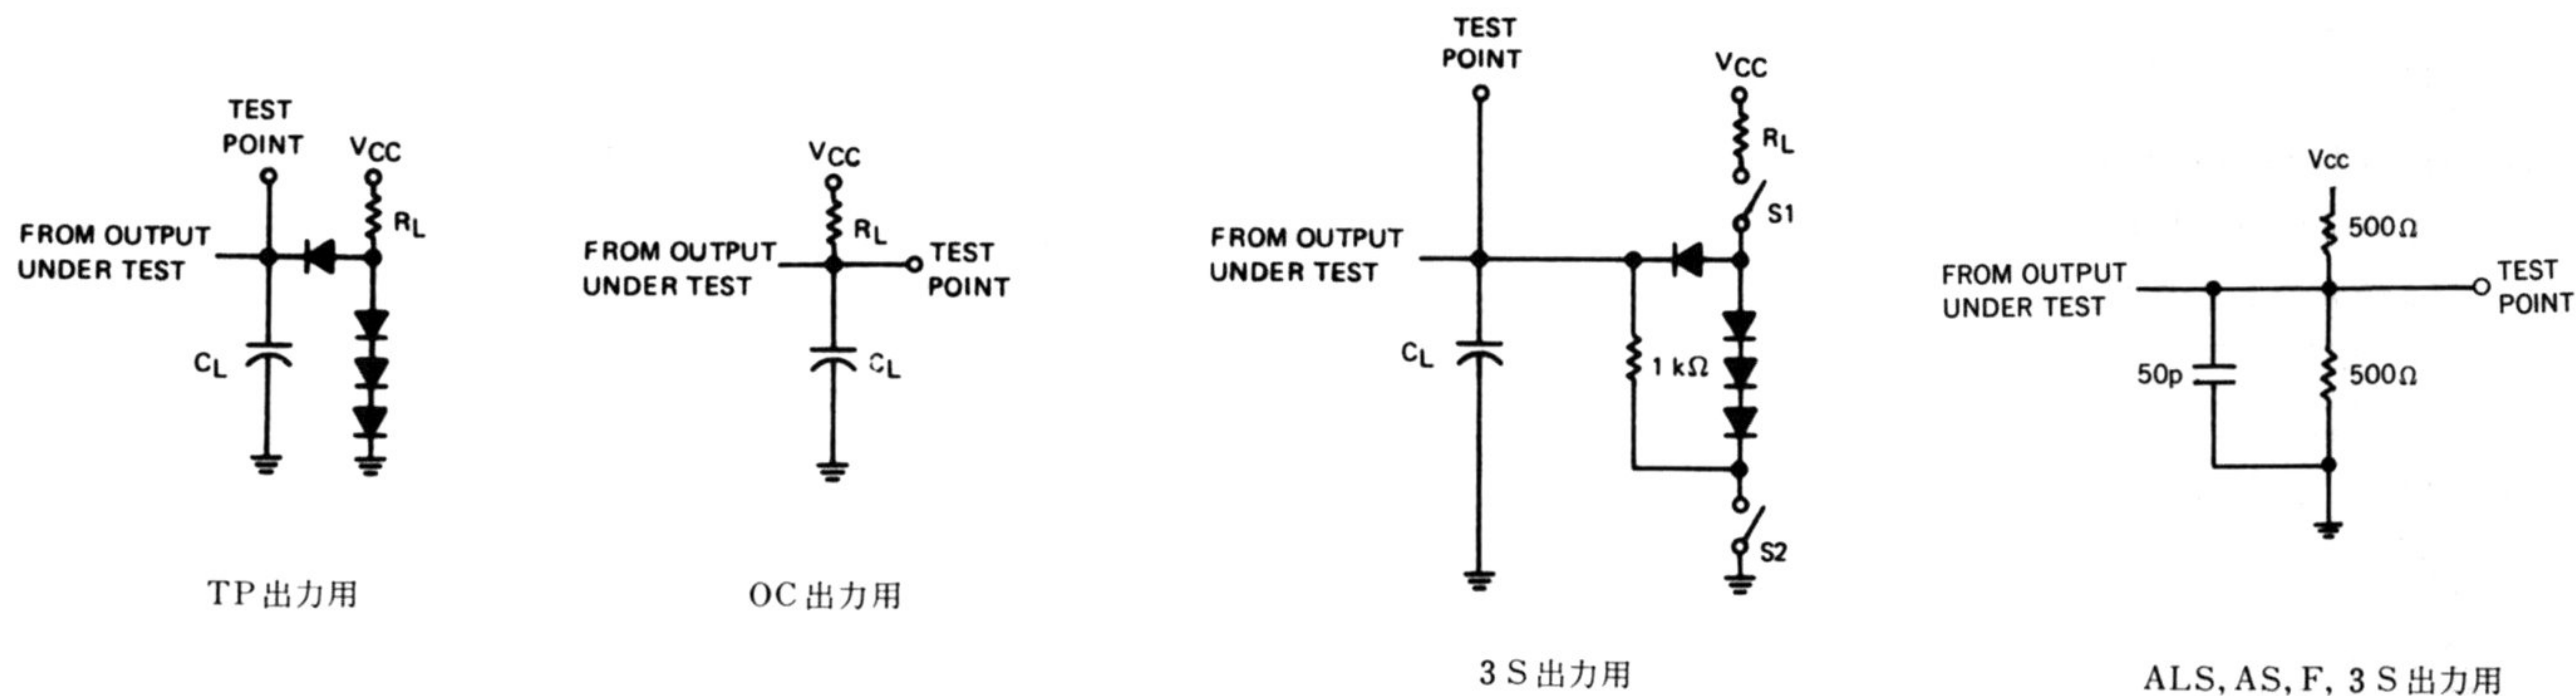 TEST
POINT
VCC
RL
FROM OUTPUT
UNDER TEST
CL
TP出力用
VCC
RL
FROM OUTPUT
UNDER TEST
TEST
POINT
CL
OC出力用
TEST
POINT
VCC
RL
S1
FROM OUTPUT
UNDER TEST
CL
1 kΩ
S2
3 S出力用
VCC
500Ω
FROM OUTPUT
UNDER TEST
TEST
POINT
50p
500Ω
ALS, AS, F, 3 S出力用